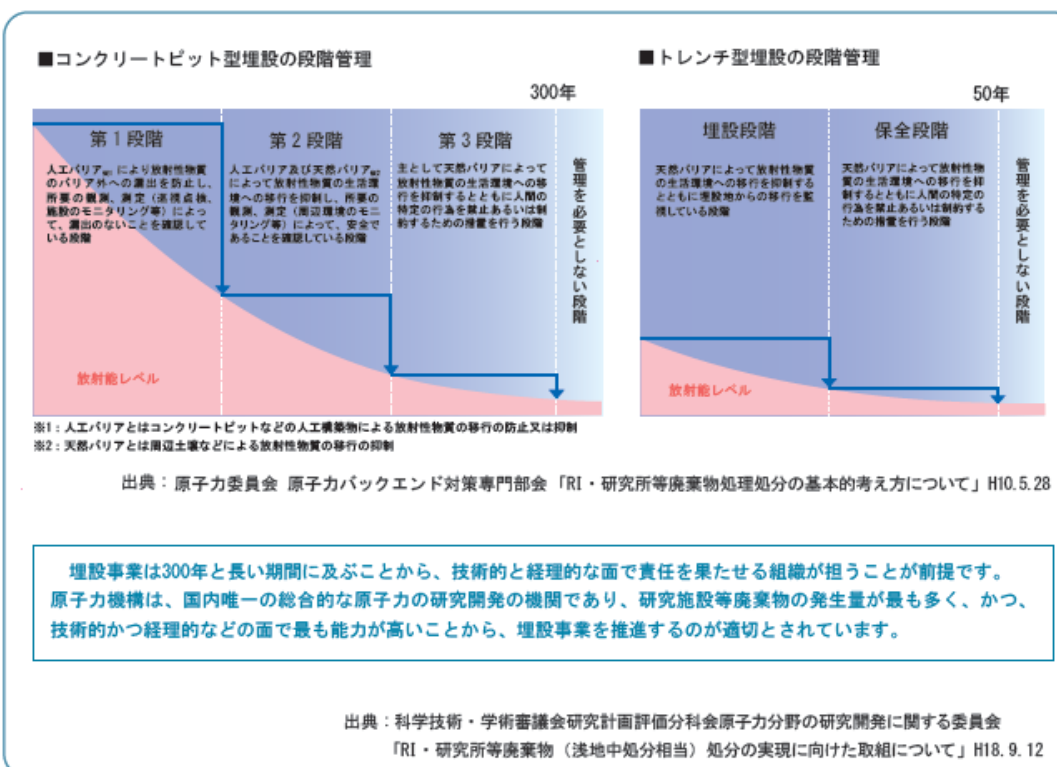 ■コンクリートピット型埋設の段階管理
300年
第1段階
人工バリア※1により放射性物質
のバリア外への漏出を防止し、
所要の観測、測定（巡視点検、
施設のモニタリング等）によっ
て、漏出のないことを確認して
いる段階
第2段階
人工バリア及び天然バリア※2
によって放射性物質の生活環
境への移行を抑制し、所要の
観測、測定（周辺環境のモニ
タリング等）によって、安全で
あることを確認している段階
第3段階
主として天然バリアによって
放射性物質の生活環境への移
行を抑制するとともに人間の
特定の行為を禁止あるいは制
約するための措置を行う段階
管理を必要としない段階
放射能レベル
■トレンチ型埋設の段階管理
50年
埋設段階
天然バリアによって放射性物質
の生活環境への移行を抑制する
とともに埋設地からの移行を監
視している段階
保全段階
天然バリアによって放射性物
質の生活環境への移行を抑
制するとともに人間の特定の
行為を禁止あるいは制約する
ための措置を行う段階
管理を必要としない段階
放射能レベル
※1：人工バリアとはコンクリートピットなどの人工構築物による放射性物質の移行の防止又は抑制
※2：天然バリアとは周辺土壌などによる放射性物質の移行の抑制
出典：原子力委員会 原子力バックエンド対策専門部会「RI・研究所等廃棄物処理処分の基本的考え方について」H10.5.28
埋設事業は300年と長い期間に及ぶことから、技術的と経理的な面で責任を果たせる組織が担うことが前提です。
原子力機構は、国内唯一の総合的な原子力の研究開発の機関であり、研究施設等廃棄物の発生量が最も多く、かつ、
技術的かつ経理的などの面で最も能力が高いことから、埋設事業を推進するのが適切とされています。
出典：科学技術・学術審議会研究計画評価分科会原子力分野の研究開発に関する委員会
「RI・研究所等廃棄物（浅地中処分相当）処分の実現に向けた取組について」H18.9.12